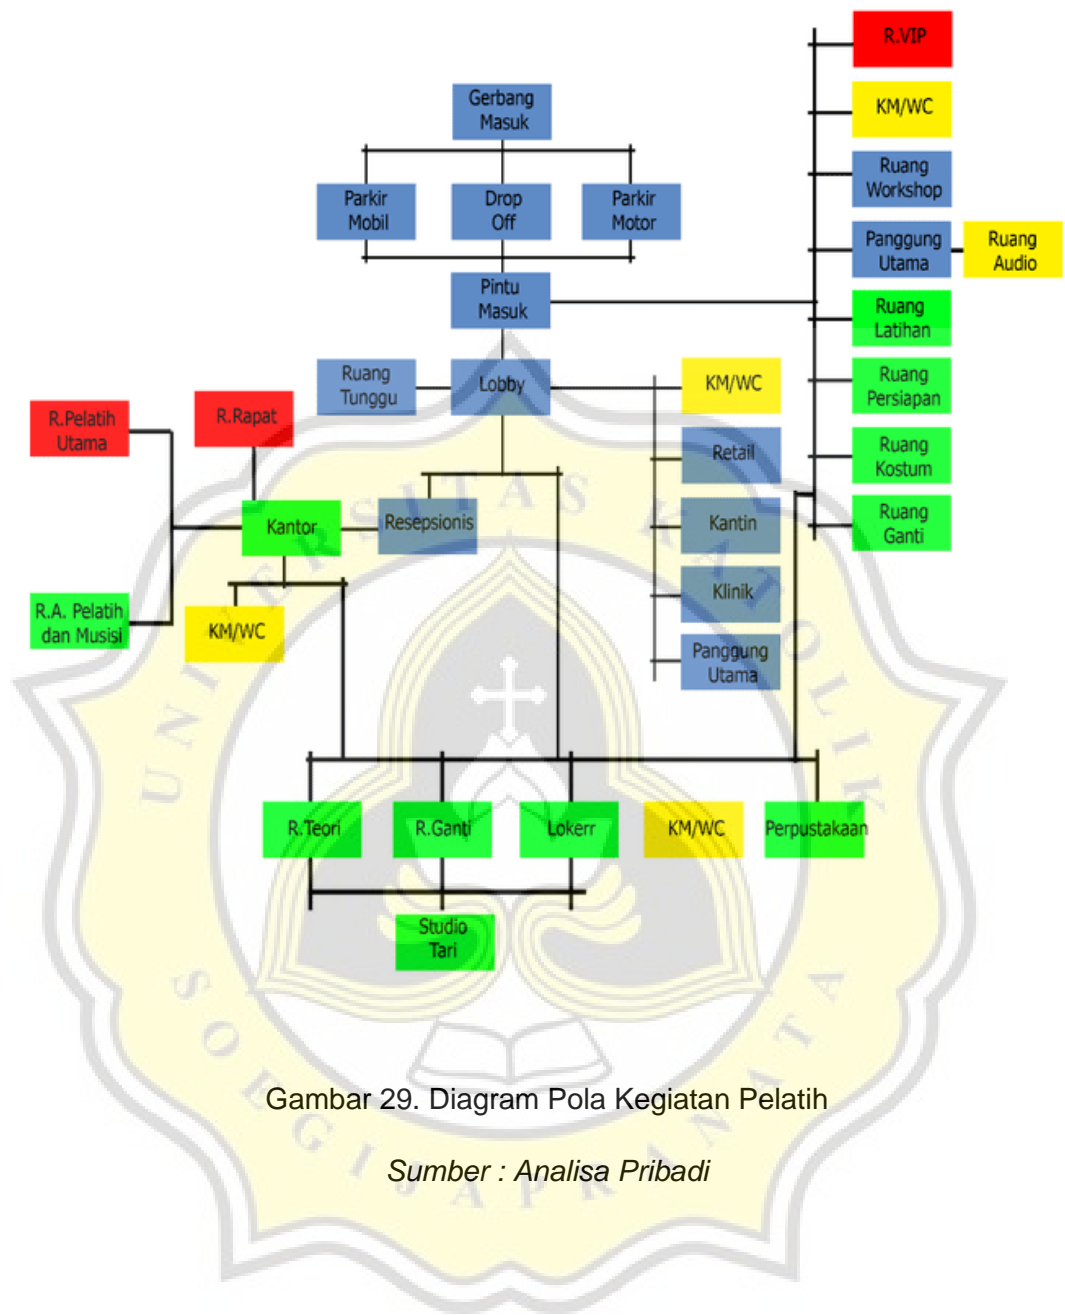 R.VIP
Gerbang
Masuk
KM/WC
Ruang
Workshop
Parkir
Mobil
Drop
Off
Parkir
Motor
Panggung
Utama
Ruang
Audio
Pintu
Masuk
Ruang
Latihan
Ruang
Tunggu
Lobby
KM/WC
Ruang
Persiapan
R.Pelatih
Utama
R.Rapat
Retail
Ruang
Kostum
Kantor
Resepsionis
Kantin
Ruang
Ganti
R.A. Pelatih
dan Musisi
KM/WC
Klinik
Panggung
Utama
R.Teori
R.Ganti
Lokerr
KM/WC
Perpustakaan
Studio
Tari
UNIVERSITAS KATOLIK
SOEGIJAPRANATA
Gambar 29. Diagram Pola Kegiatan Pelatih
Sumber : Analisa Pribadi